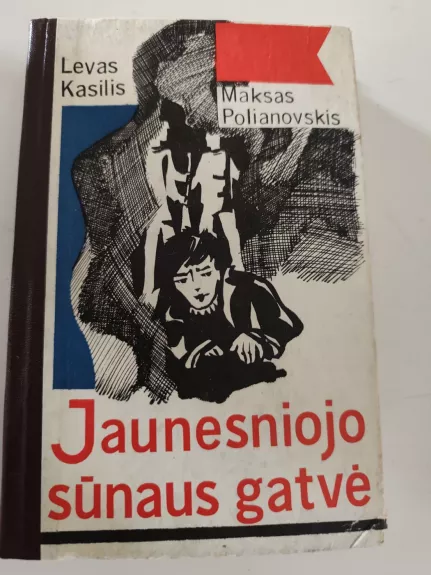 Levas
Kasilis
Maksas
Polianovskis
Jaunesniojo
sūnaus gatvė